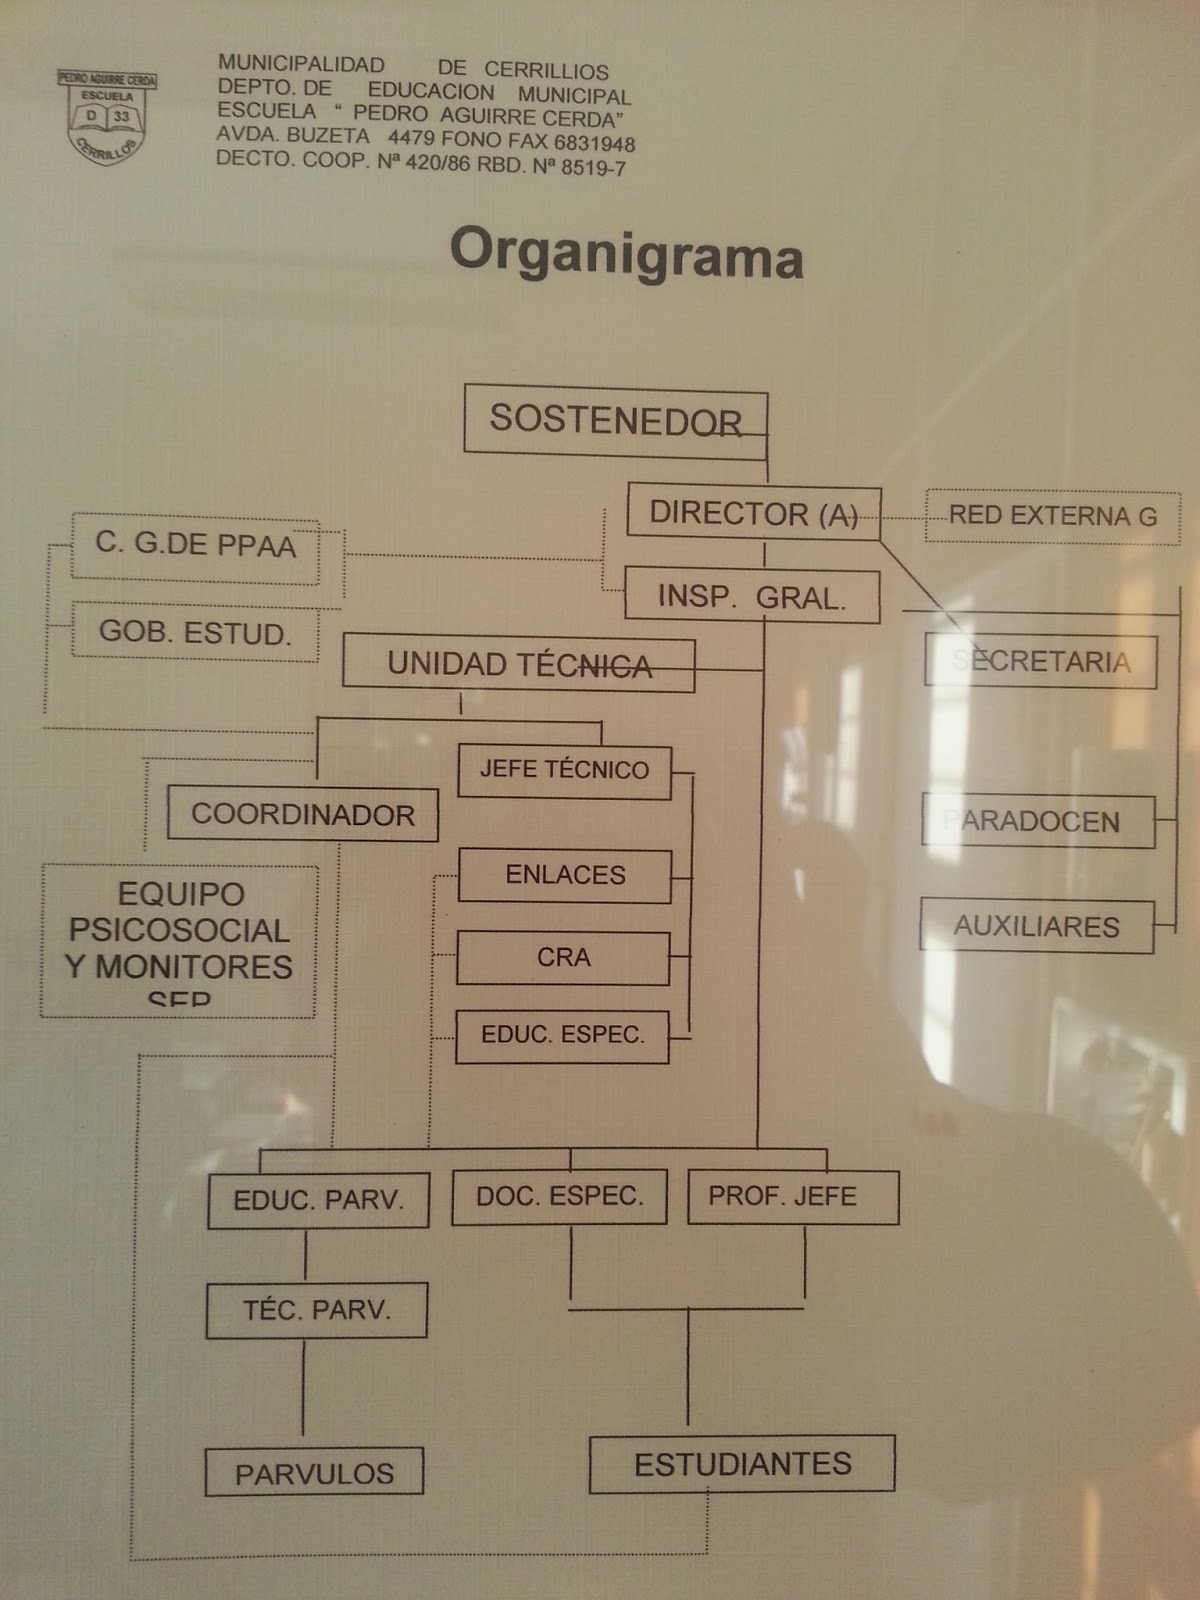 PEDRO AGUIRRE CERDA
ESCUELA
D 33
CERRILLOS
MUNICIPALIDAD DE CERRILLIOS
DEPTO. DE EDUCACION MUNICIPAL
ESCUELA “ PEDRO AGUIRRE CERDA”
AVDA. BUZETA 4479 FONO FAX 6831948
DECTO. COOP. Nª 420/86 RBD. Nª 8519-7
Organigrama
SOSTENEDOR
DIRECTOR (A)
RED EXTERNA G
C. G.DE PPAA
INSP. GRAL.
GOB. ESTUD.
UNIDAD TÉCNICA
SECRETARIA
JEFE TÉCNICO
COORDINADOR
PARADOCEN
ENLACES
EQUIPO
PSICOSOCIAL
Y MONITORES
SEP
AUXILIARES
CRA
EDUC. ESPEC.
EDUC. PARV.
DOC. ESPEC.
PROF. JEFE
TÉC. PARV.
PARVULOS
ESTUDIANTES